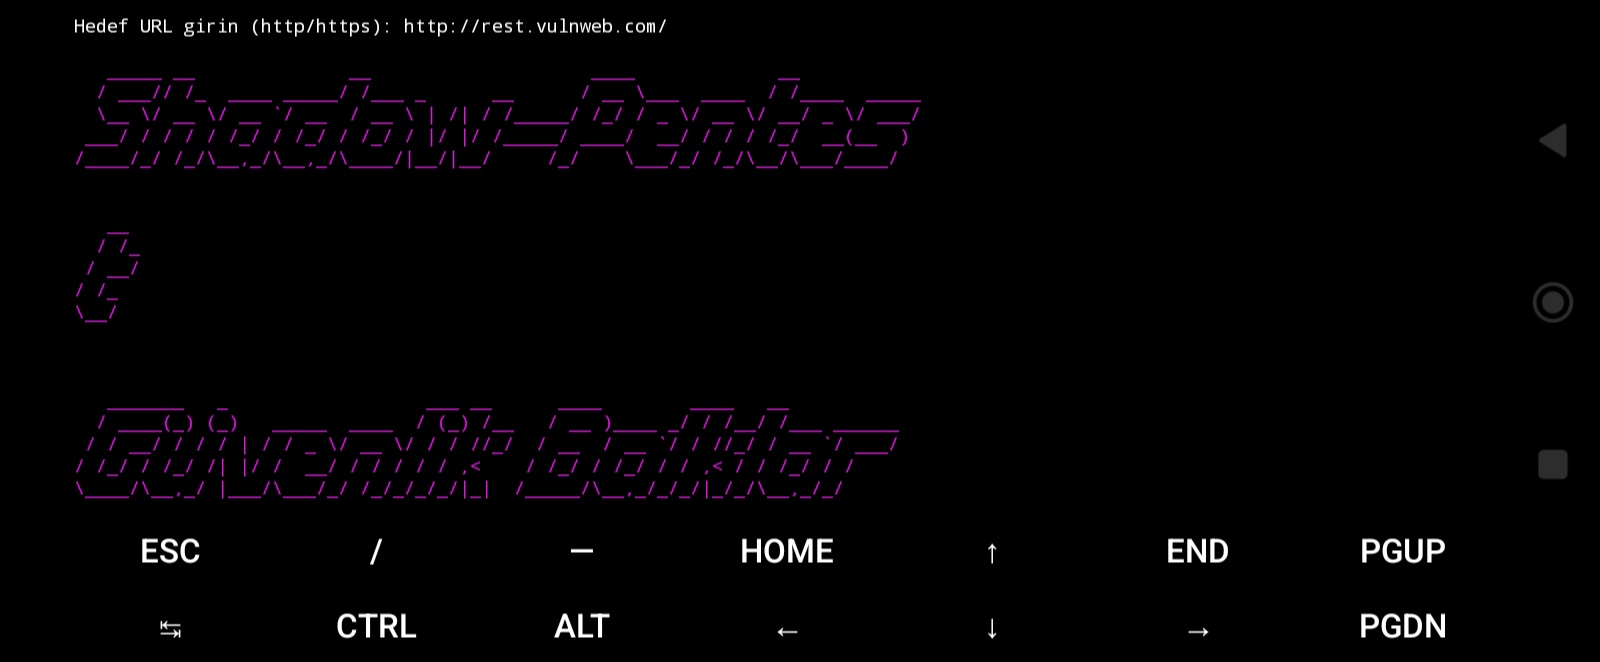 Hedef URL girin (http/https): http://rest.vulnweb.com/
Shadow-Pentes
t
Güvenlik Balklar
ESC / — HOME ↑ END PGUP
↹ CTRL ALT ← ↓ → PGDN